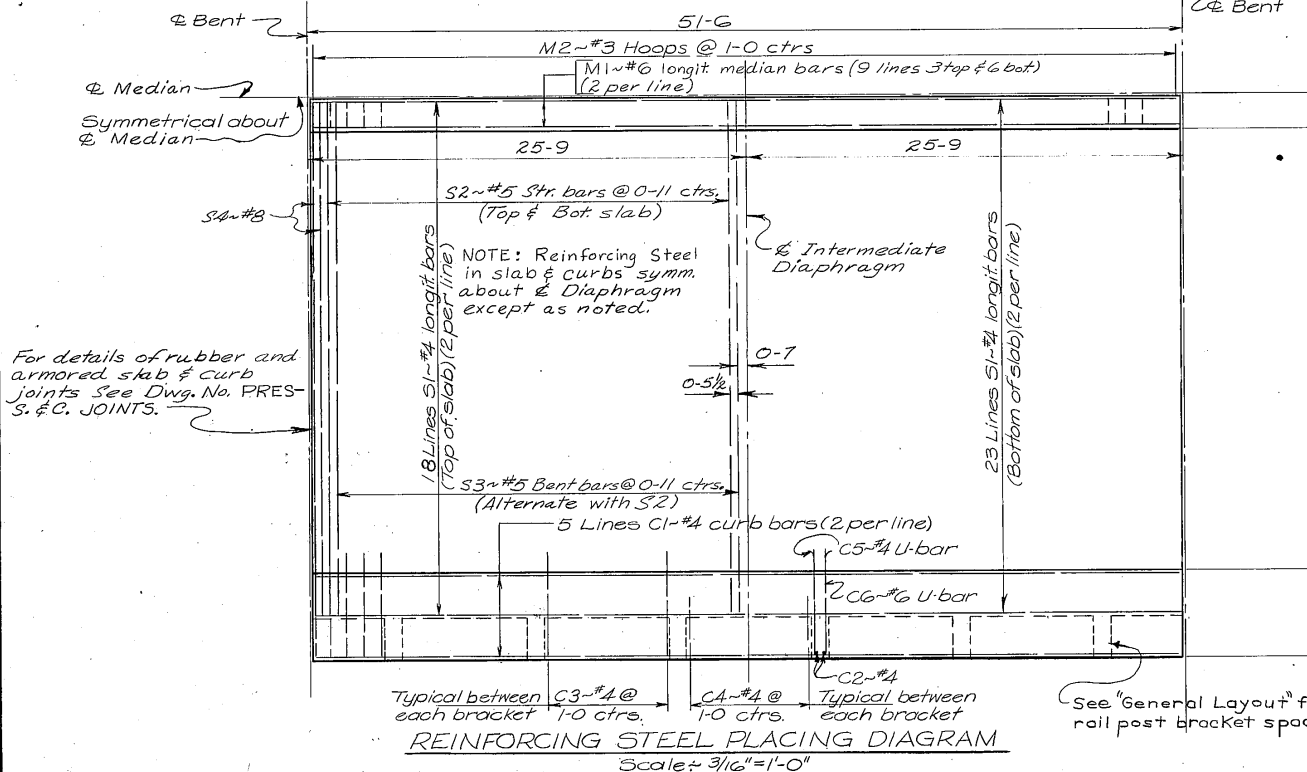 ℄ Bent
51-6
℄ Bent
M2~#3 Hoops @ 1-0 ctrs
M1~#6 longit. median bars (9 lines 3 top & 6 bot)
(2 per line)
℄ Median
Symmetrical about
℄ Median
25-9
25-9
S4~#8
S2~#5 Str. bars @ 0-11 ctrs.
(Top & Bot. slab)
NOTE: Reinforcing Steel
in slab & curbs symm.
about ℄ Diaphragm
except as noted.
℄ Intermediate
Diaphragm
18 Lines S1~#4 longit bars
(Top of slab)(2 per line)
23 Lines S1~#4 longit bars
(Bottom of slab)(2 per line)
0-7
0-5½
For details of rubber and
armored slab & curb
joints See Dwg. No. PRES-
S. & C. JOINTS.
S3~#5 Bent bars @ 0-11 ctrs.
(Alternate with S2)
5 Lines C1~#4 curb bars (2 per line)
C5~#4 U-bar
C6~#6 U-bar
C2~#4
Typical between
each bracket
C3~#4 @
1-0 ctrs.
C4~#4 @
1-0 ctrs.
Typical between
each bracket
See "General Layout" f
rail post bracket spac
REINFORCING STEEL PLACING DIAGRAM
Scale~ 3/16"=1'-0"